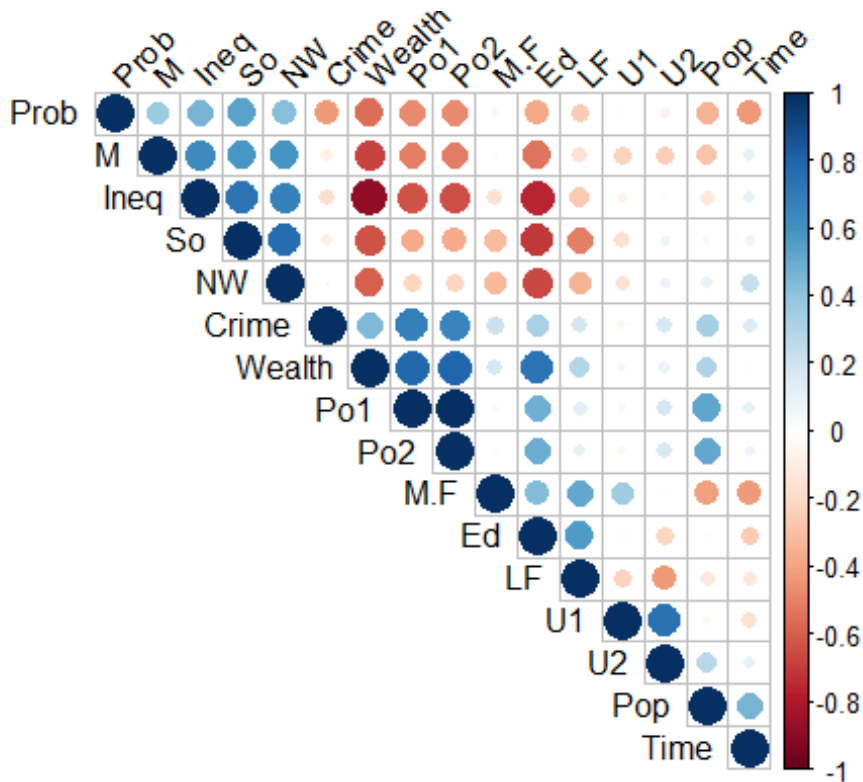 Prob M Ineq So NW Crime Wealth Po1 Po2 M.F Ed LF U1 U2 Pop Time
Prob
M
Ineq
So
NW
Crime
Wealth
Po1
Po2
M.F
Ed
LF
U1
U2
Pop
Time
1
0.8
0.6
0.4
0.2
0
-0.2
-0.4
-0.6
-0.8
-1